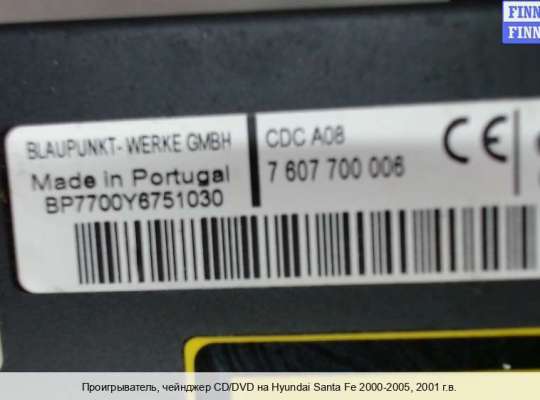 FINN
FINN
BLAUPUNKT-WERKE GMBH
Made in Portugal
BP7700Y6751030
CDC A08
7 607 700 006
CE
Проигрыватель, чейнджер CD/DVD на Hyundai Santa Fe 2000-2005, 2001 г.в.